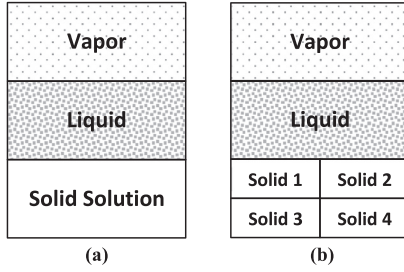 Vapor
Vapor
Liquid
Liquid
Solid Solution
Solid 1
Solid 2
Solid 3
Solid 4
(a)
(b)